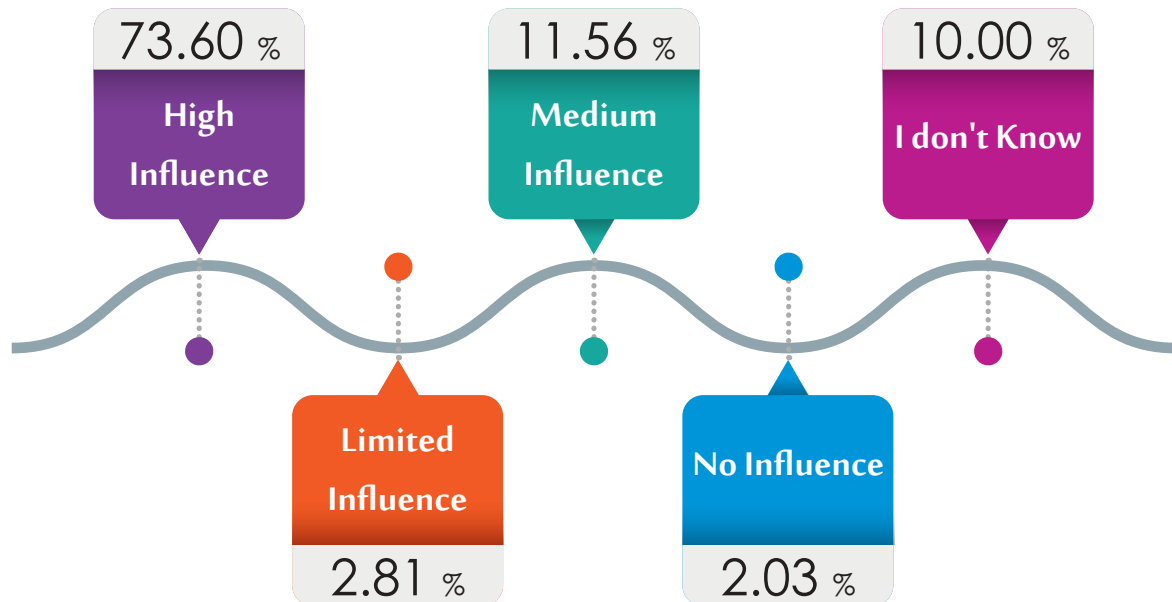 73.60 %
High
Influence
11.56 %
Medium
Influence
10.00 %
I don't Know
Limited
Influence
2.81 %
No Influence
2.03 %